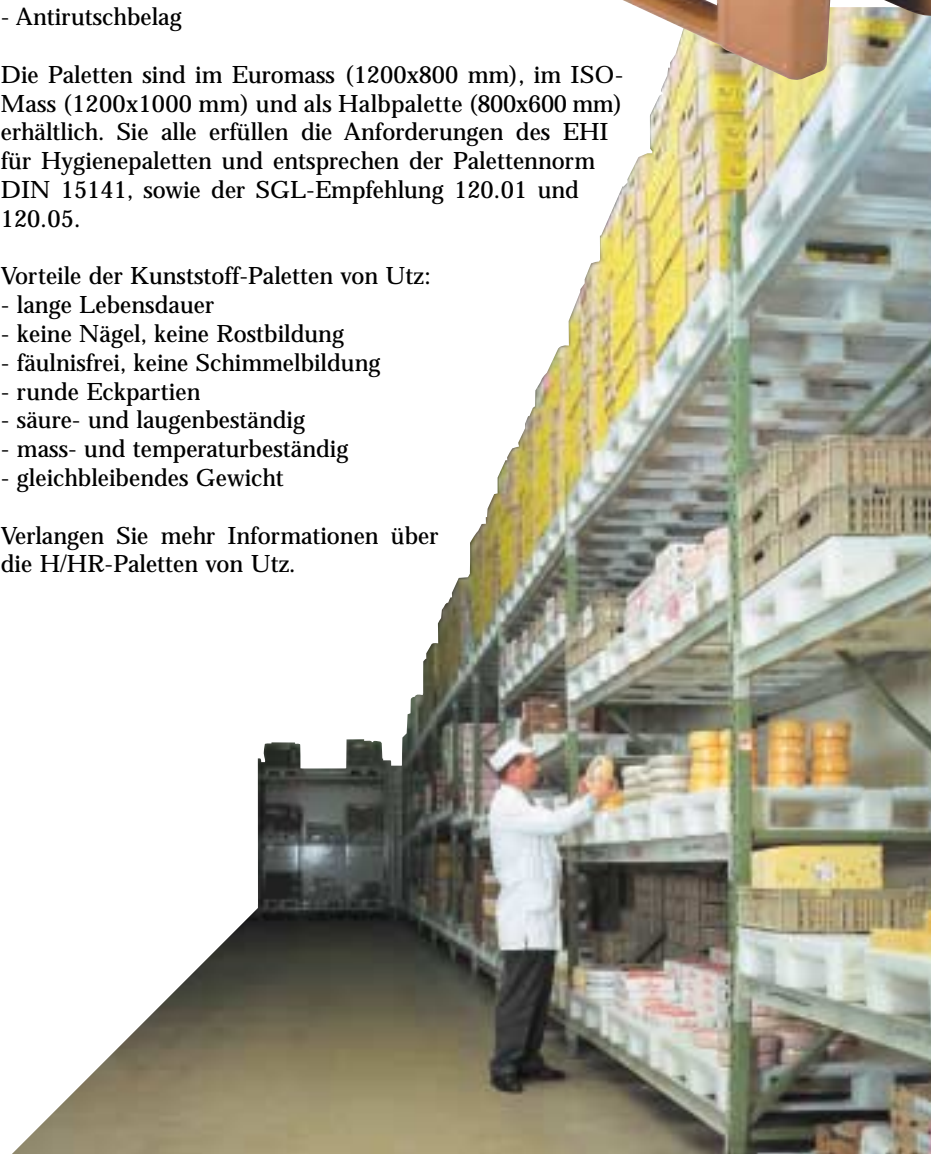 - Antirutschbelag
Die Paletten sind im Euromass (1200x800 mm), im ISO-
Mass (1200x1000 mm) und als Halbpalette (800x600 mm)
erhältlich. Sie alle erfüllen die Anforderungen des EHI
für Hygienepaletten und entsprechen der Palettennorm
DIN 15141, sowie der SGL-Empfehlung 120.01 und
120.05.
Vorteile der Kunststoff-Paletten von Utz:
- lange Lebensdauer
- keine Nägel, keine Rostbildung
- fäulnisfrei, keine Schimmelbildung
- runde Eckpartien
- säure- und laugenbeständig
- mass- und temperaturbeständig
- gleichbleibendes Gewicht
Verlangen Sie mehr Informationen über
die H/HR-Paletten von Utz.